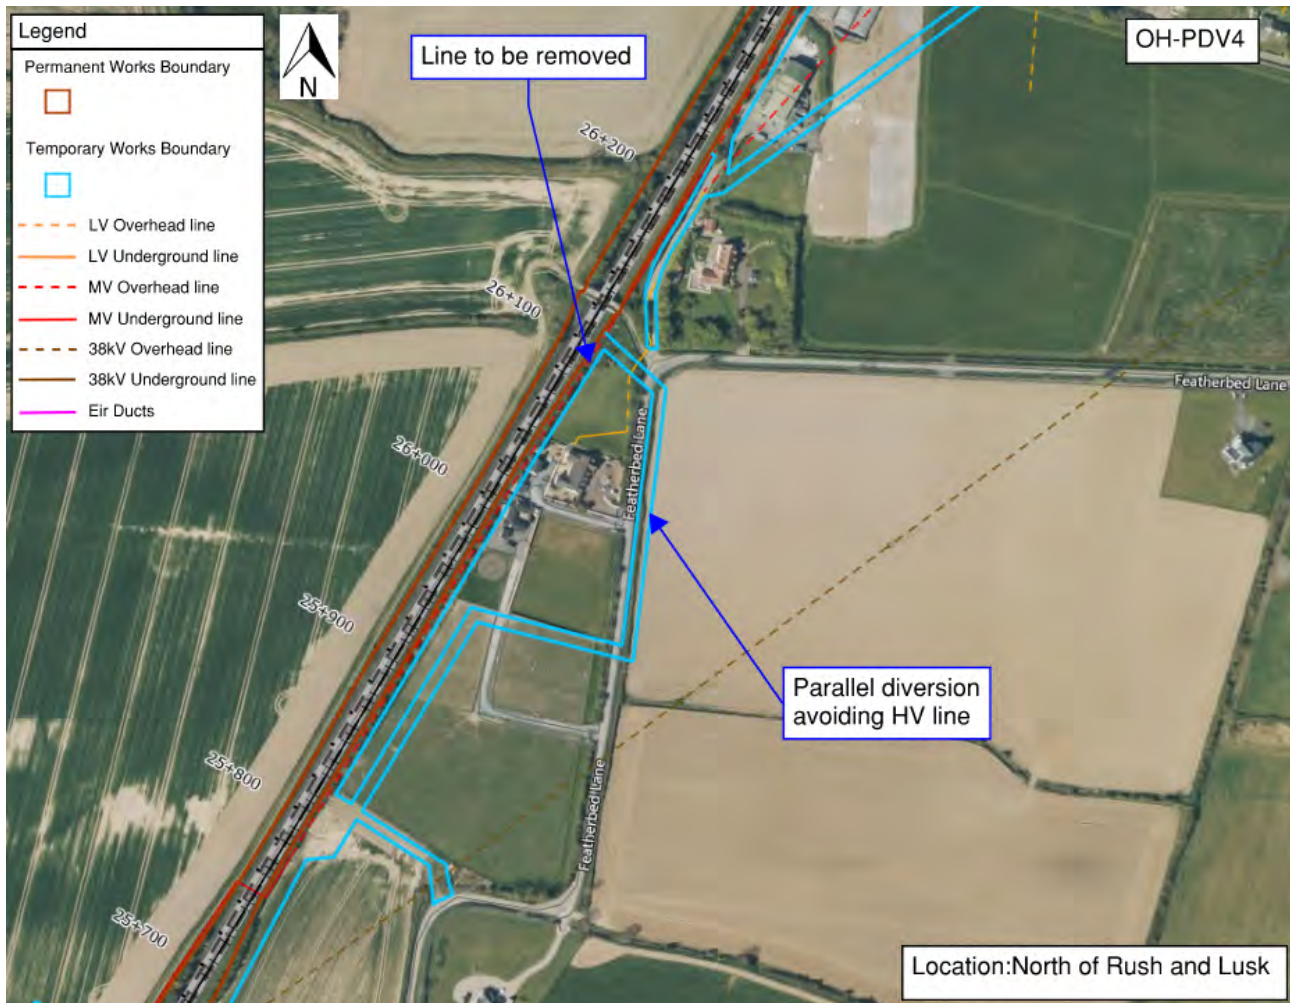 Legend
Permanent Works Boundary
Temporary Works Boundary
LV Overhead line
LV Underground line
MV Overhead line
MV Underground line
38kV Overhead line
38kV Underground line
Eir Ducts
N
Line to be removed
OH-PDV4
26+200
26+100
Featherbed Lane
26+000
Featherbed Lane
25+900
Parallel diversion
avoiding HV line
25+800
Featherbed Lane
25+700
Location:North of Rush and Lusk